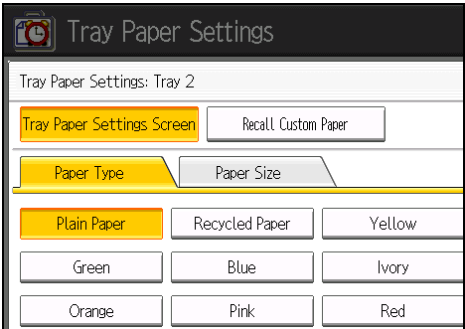 Tray Paper Settings
Tray Paper Settings: Tray 2
Tray Paper Settings Screen Recall Custom Paper
Paper Type Paper Size
Plain Paper Recycled Paper Yellow
Green Blue Ivory
Orange Pink Red